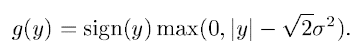 g(y) = sign(y) max(0, |y| − √2σ²).